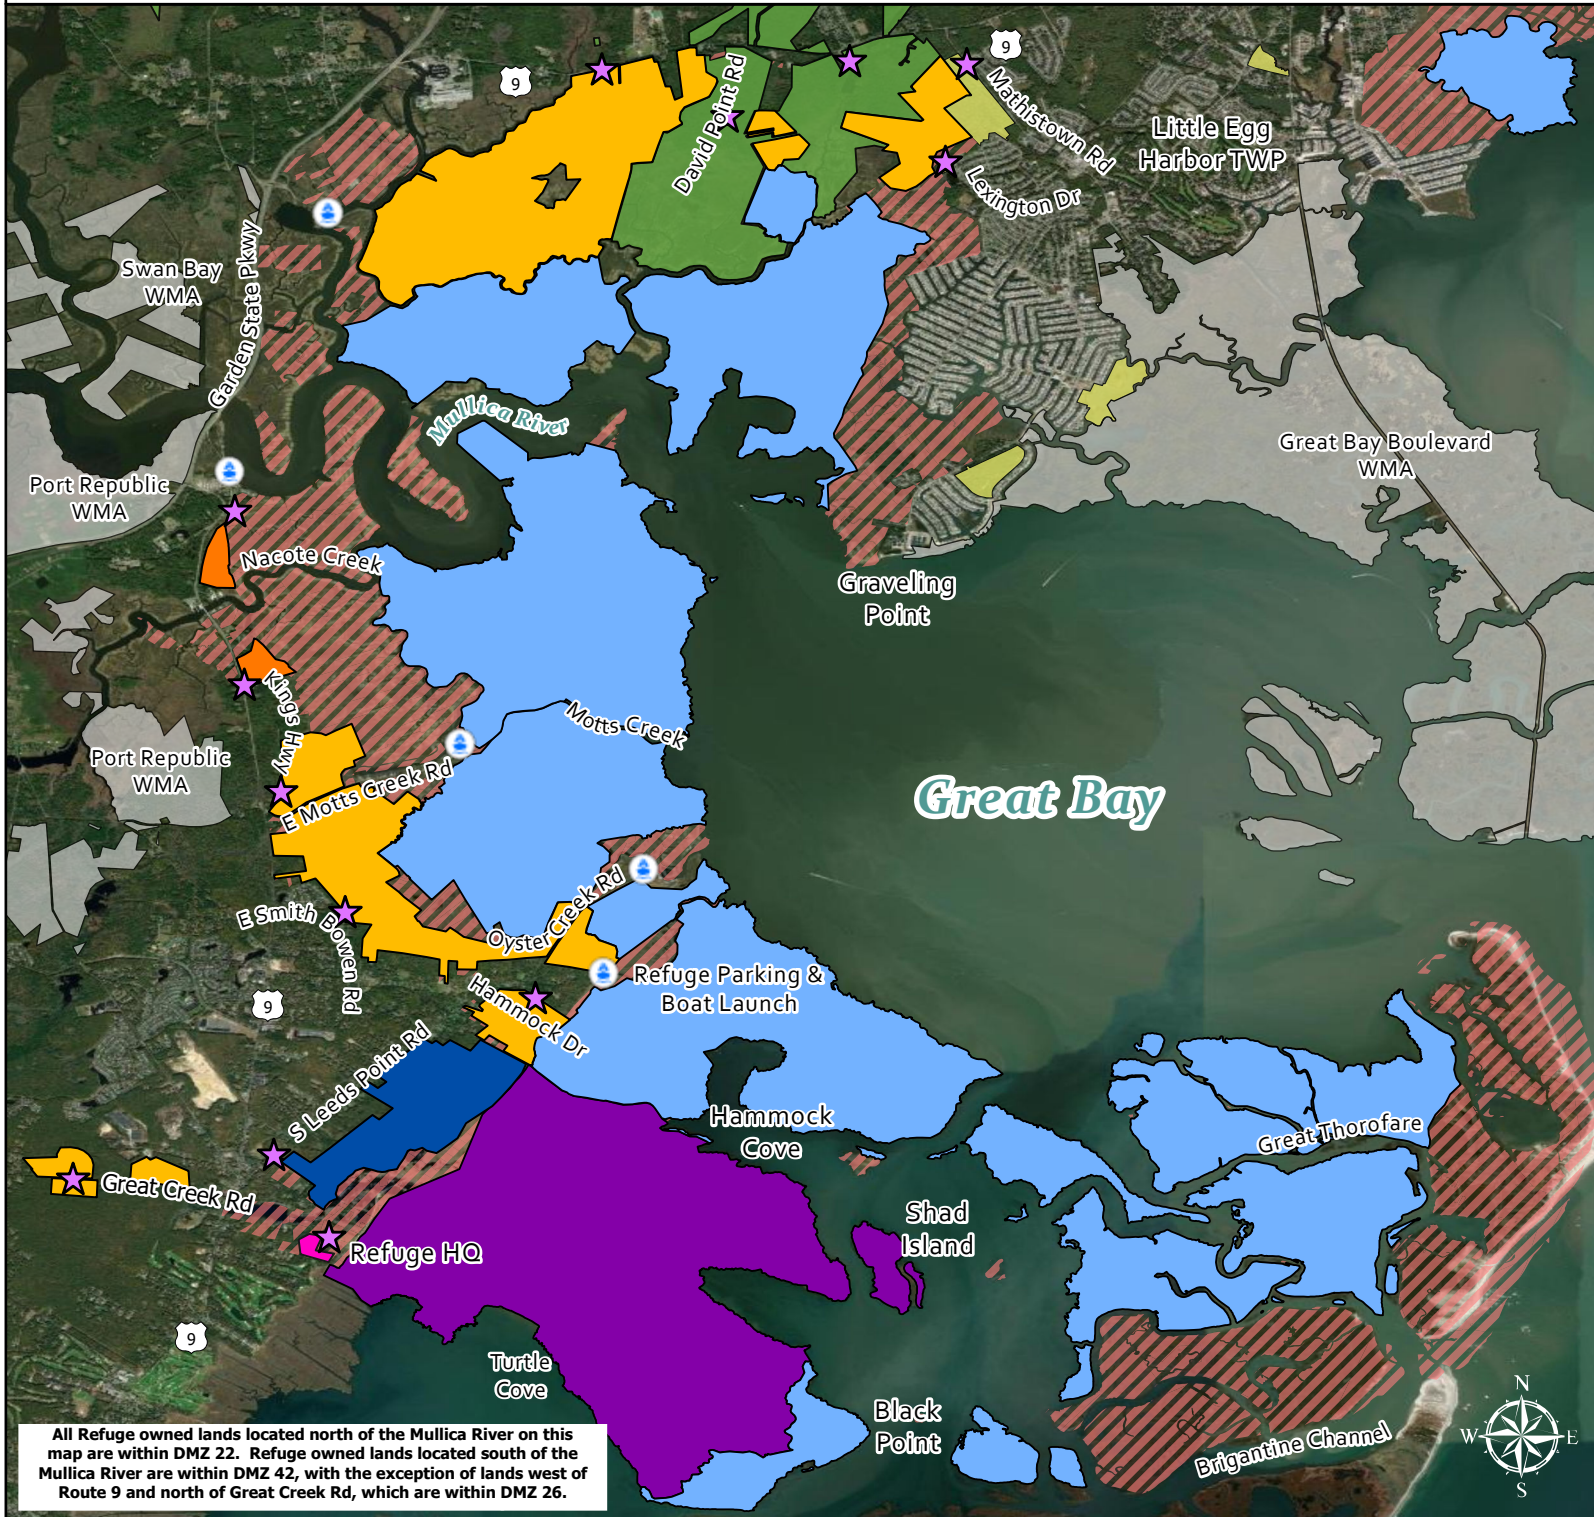 9
9
Mathistown Rd
David Point Rd
Little Egg
Harbor TWP
Lexington Dr
Swan Bay
WMA
Garden State Pkwy
Mullica River
Great Bay Boulevard
WMA
Port Republic
WMA
Nacote Creek
Graveling
Point
Kings Hwy
Motts Creek
Port Republic
WMA
E Motts Creek Rd
Great Bay
Oyster Creek Rd
E Smith Bowen Rd
Refuge Parking &
Boat Launch
9
Hammock Dr
S Leeds Point Rd
Hammock
Cove
Great Thorofare
Great Creek Rd
Shad
Island
Refuge HQ
9
Turtle
Cove
Black
Point
Brigantine Channel
N
W E
S
All Refuge owned lands located north of the Mullica River on this
map are within DMZ 22. Refuge owned lands located south of the
Mullica River are within DMZ 42, with the exception of lands west of
Route 9 and north of Great Creek Rd, which are within DMZ 26.